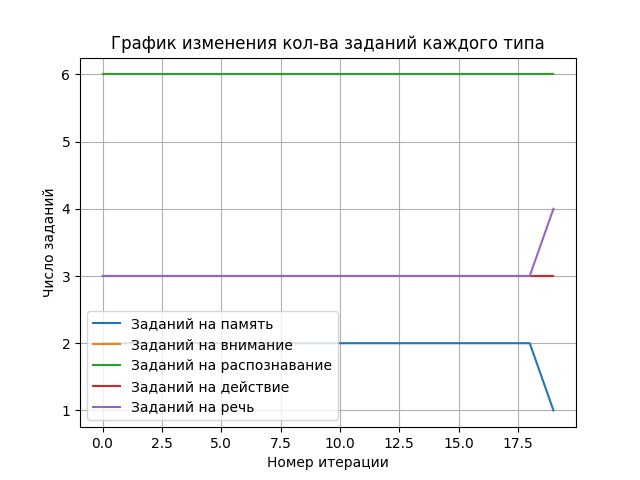 График изменения кол-ва заданий каждого типа
Число заданий
6
5
4
3
2
1
Заданий на память
Заданий на внимание
Заданий на распознавание
Заданий на действие
Заданий на речь
0.0 2.5 5.0 7.5 10.0 12.5 15.0 17.5
Номер итерации